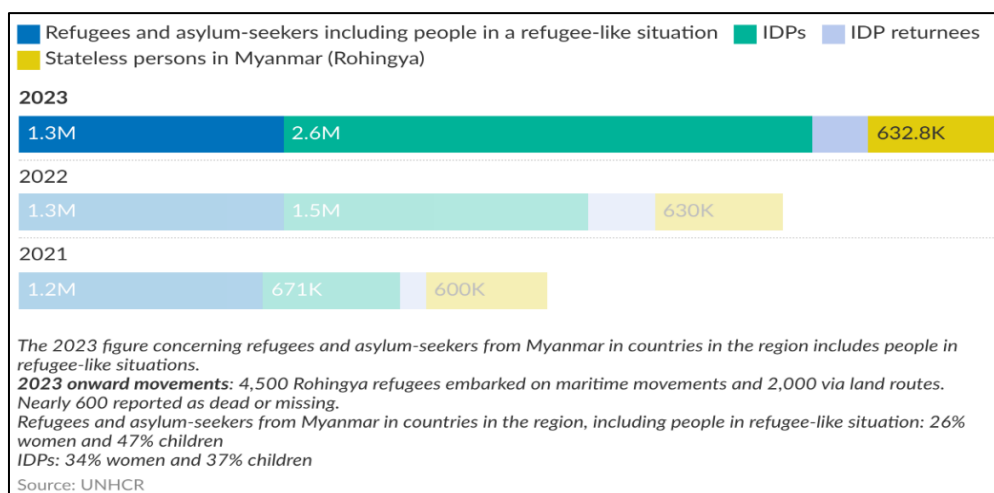 Refugees and asylum-seekers including people in a refugee-like situation IDPs IDP returnees
Stateless persons in Myanmar (Rohingya)
2023
1.3M 2.6M 632.8K
2022
1.3M 1.5M 630K
2021
1.2M 671K 600K
The 2023 figure concerning refugees and asylum-seekers from Myanmar in countries in the region includes people in
refugee-like situations.
2023 onward movements: 4,500 Rohingya refugees embarked on maritime movements and 2,000 via land routes.
Nearly 600 reported as dead or missing.
Refugees and asylum-seekers from Myanmar in countries in the region, including people in refugee-like situation: 26%
women and 47% children
IDPs: 34% women and 37% children
Source: UNHCR